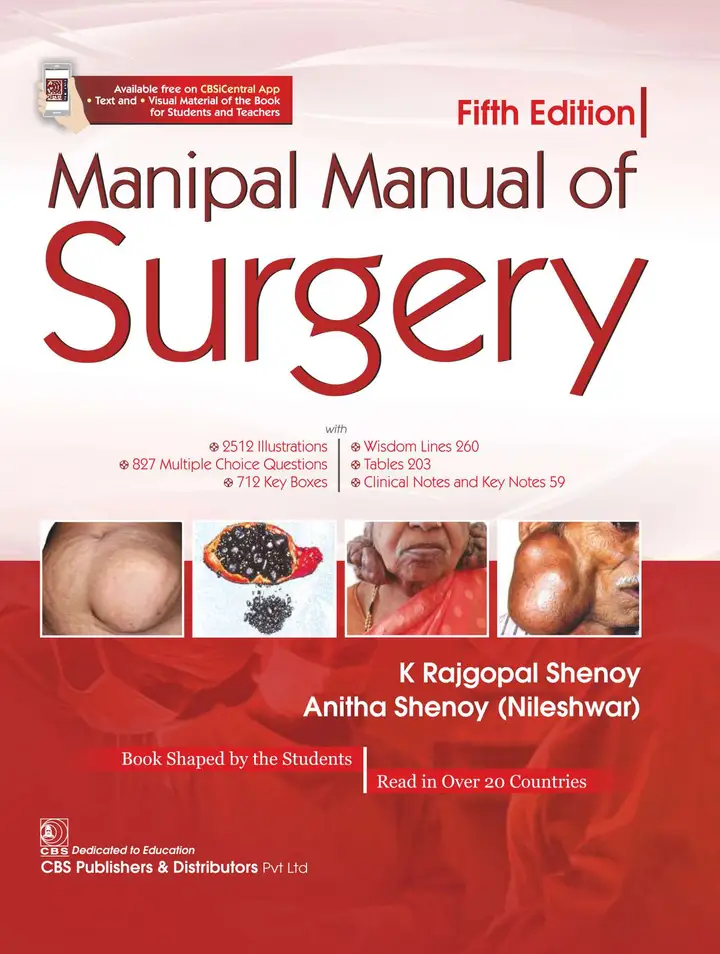 Available free on CBSiCentral App
• Text and • Visual Material of the Book
for Students and Teachers
Fifth Edition
Manipal Manual of
Surgery
with
2512 Illustrations
827 Multiple Choice Questions
712 Key Boxes
Wisdom Lines 260
Tables 203
Clinical Notes and Key Notes 59
K Rajgopal Shenoy
Anitha Shenoy (Nileshwar)
Book Shaped by the Students
Read in Over 20 Countries
CBS Dedicated to Education
CBS Publishers & Distributors Pvt Ltd